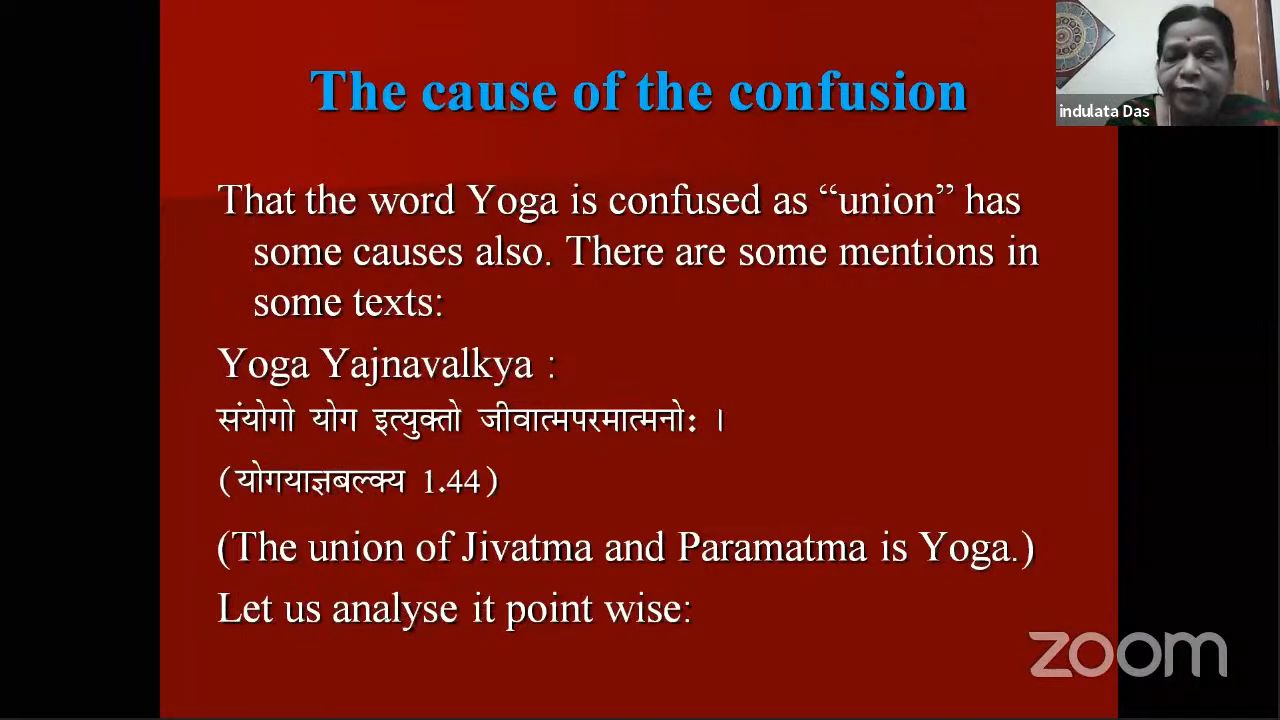 The cause of the confusion
indulata Das
That the word Yoga is confused as “union” has
some causes also. There are some mentions in
some texts:
Yoga Yajnavalkya :
संयोगो योग इत्युक्तो जीवात्मपरमात्मनोः ।
(योगयाज्ञबल्क्य 1.44)
(The union of Jivatma and Paramatma is Yoga.)
Let us analyse it point wise:
zoom